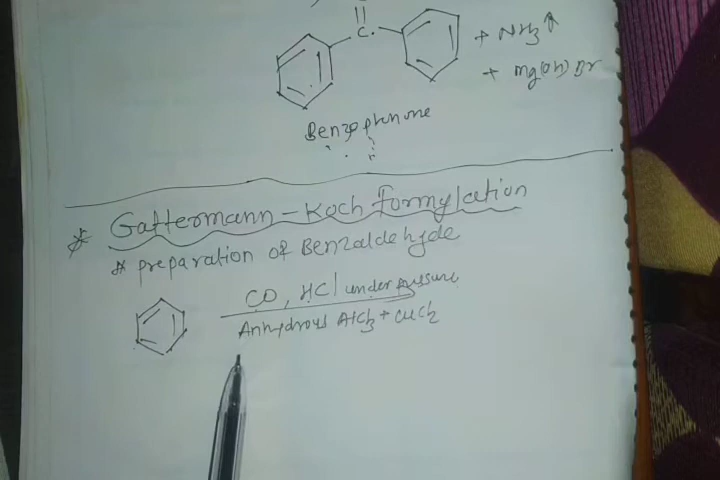 O
C
+ NH3 ↑
+ Mg(OH)Br
Benzophenone
* Gattermann - Koch Formylation
* preparation of Benzaldehyde
CO, HCl under pressure
Anhydrous AlCl3 + CuCl2